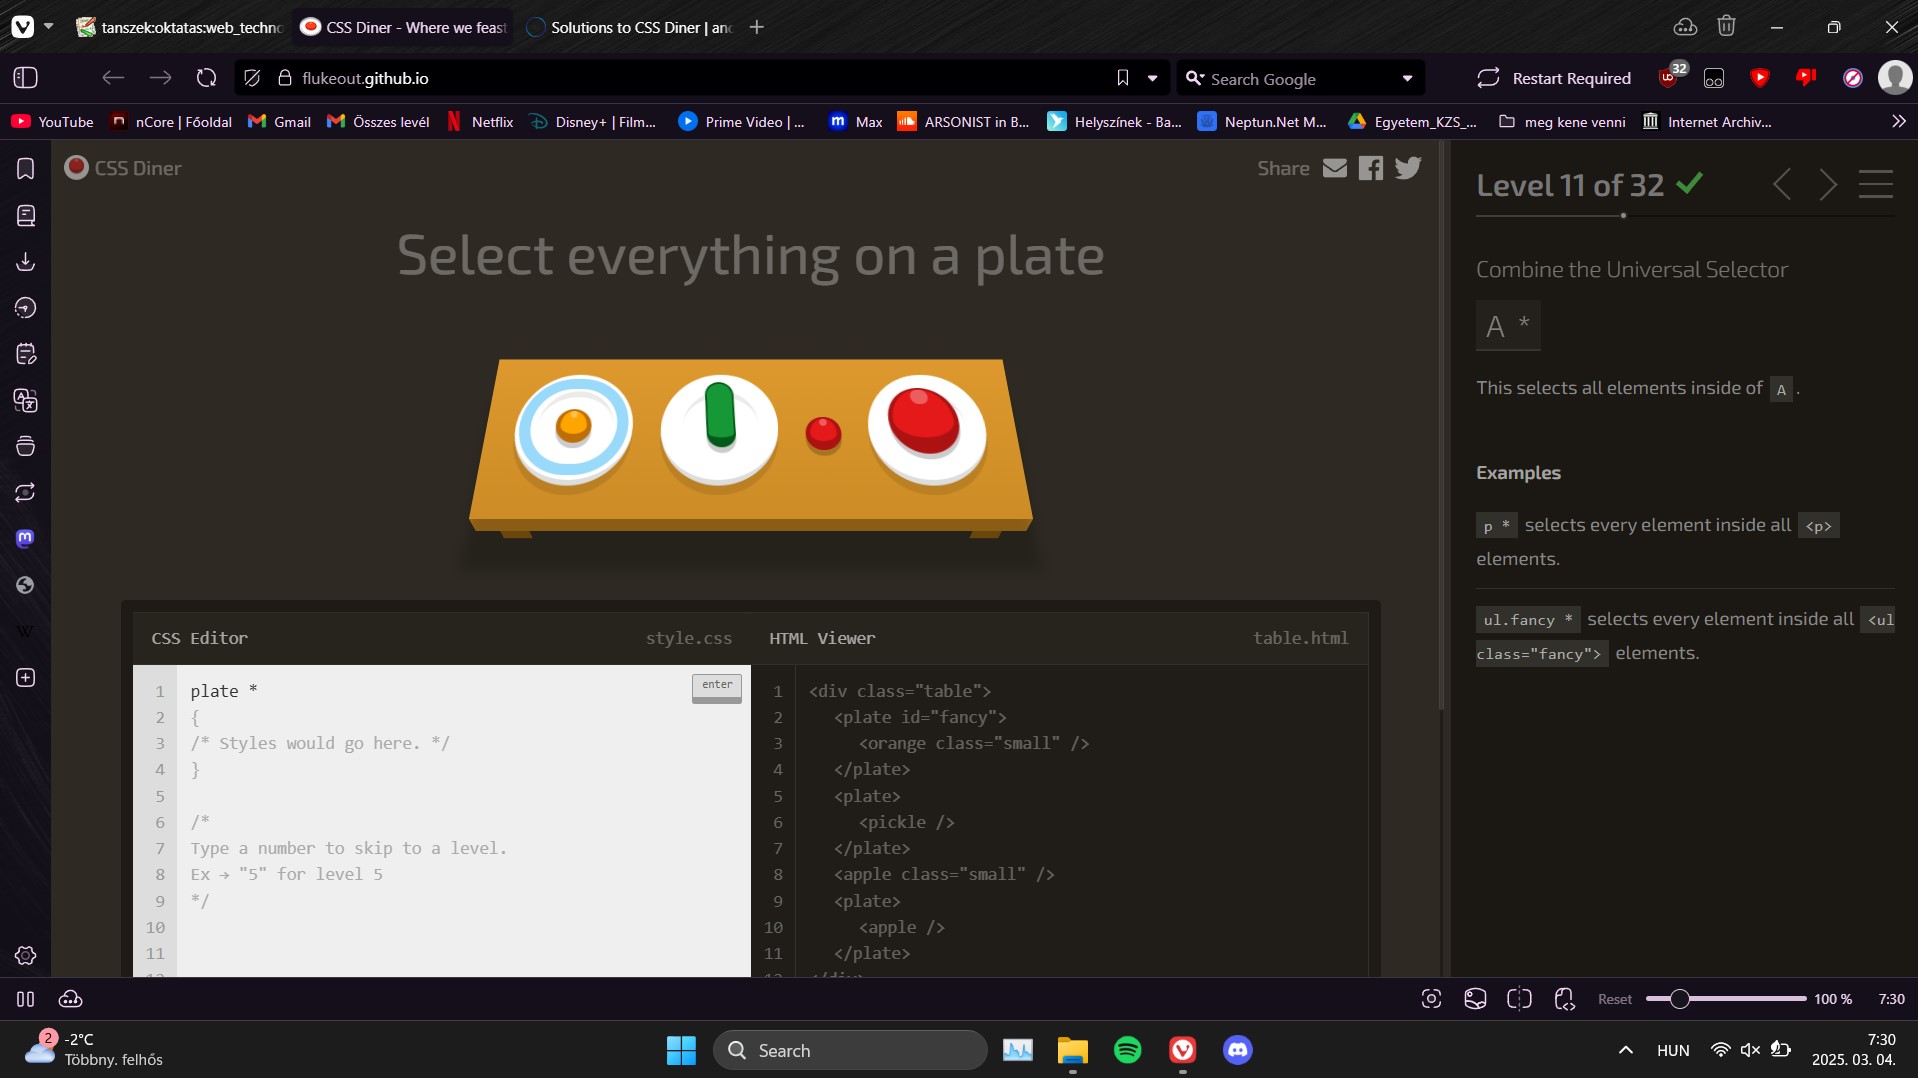 tanszek:oktatas:web_techno
CSS Diner - Where we feast
Solutions to CSS Diner | and
flukeout.github.io
Search Google
Restart Required
32
YouTube
nCore | Főoldal
Gmail
Összes levél
Netflix
Disney+ | Film...
Prime Video | ...
Max
ARSONIST in B...
Helyszínek - Ba...
Neptun.Net M...
Egyetem_KZS_...
meg kene venni
Internet Archiv...
CSS Diner
Share
Level 11 of 32
Select everything on a plate
Combine the Universal Selector
A *
This selects all elements inside of A .
Examples
p * selects every element inside all <p>
elements.
ul.fancy * selects every element inside all <ul
class="fancy"> elements.
CSS Editor
style.css
HTML Viewer
table.html
enter
1 plate *
2 {
3 /* Styles would go here. */
4 }
5
6 /*
7 Type a number to skip to a level.
8 Ex → "5" for level 5
9 */
10
11
12
1 <div class="table">
2 <plate id="fancy">
3 <orange class="small" />
4 </plate>
5 <plate>
6 <pickle />
7 </plate>
8 <apple class="small" />
9 <plate>
10 <apple />
11 </plate>
12 </div>
Reset
100 %
7:30
2
-2°C
Többny. felhős
Search
HUN
7:30
2025. 03. 04.